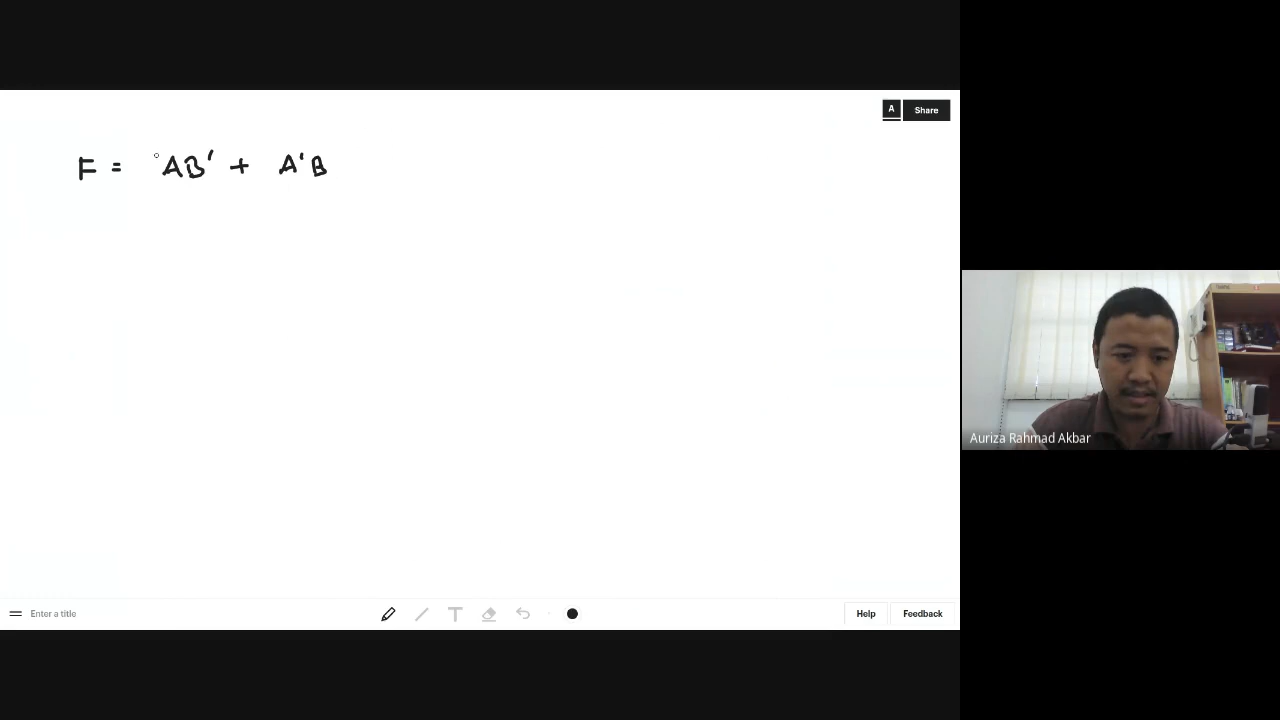 A Share
F = AB' + A'B
Auriza Rahmad Akbar
Enter a title
Help Feedback